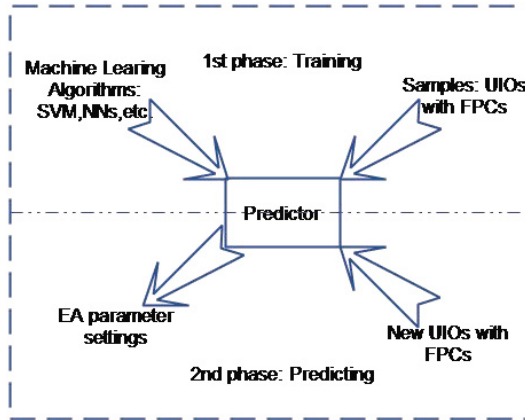 1st phase: Training
Machine Learing
Algorithms:
SVM,NNs,etc.
Samples: UIOs
with FPCs
Predictor
EA parameter
settings
New UIOs with
FPCs
2nd phase: Predicting